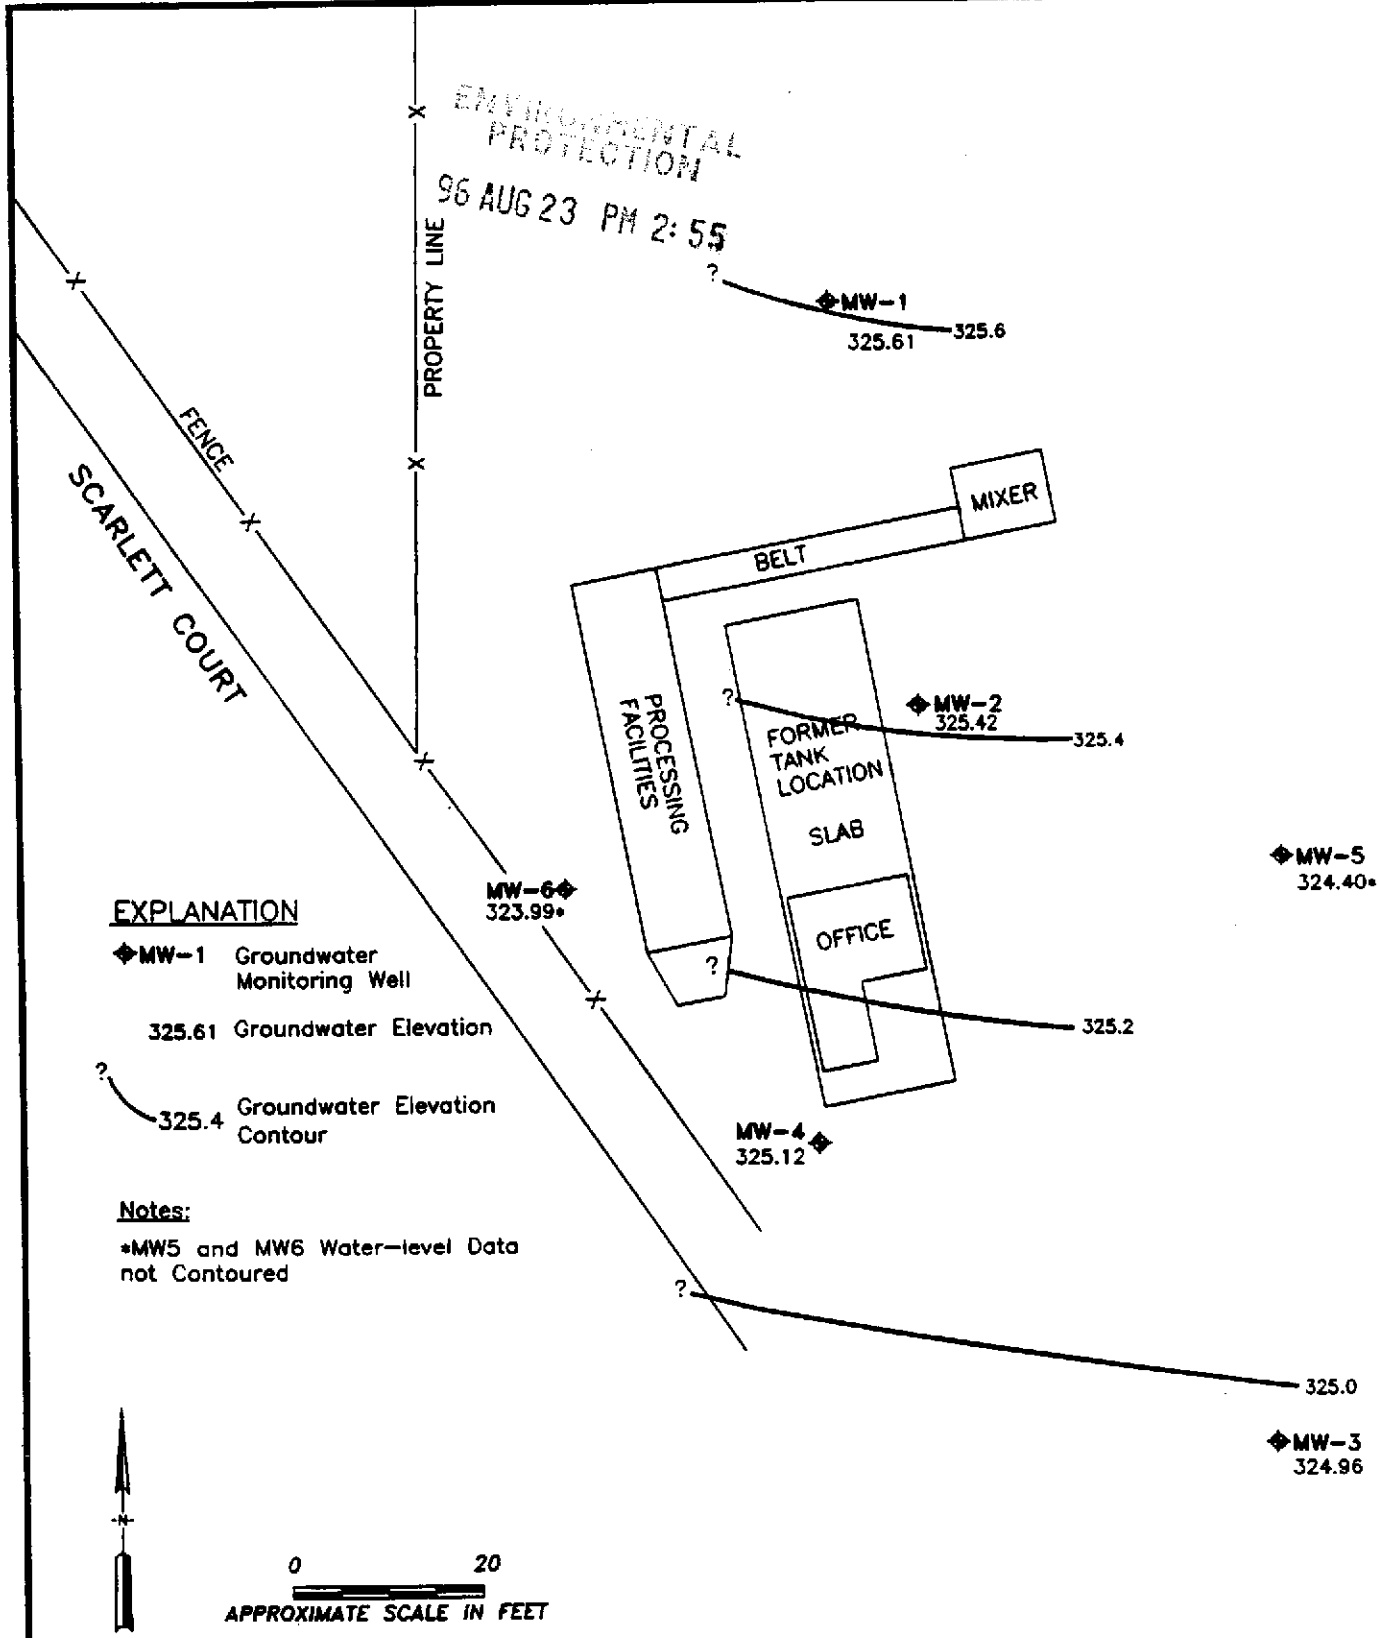 ENVIRONMENTAL
PROTECTION
96 AUG 23 PM 2:55
PROPERTY LINE
?
MW-1
325.61
325.6
FENCE
SCARLETT COURT
MIXER
BELT
PROCESSING
FACILITIES
?
MW-2
325.42
325.4
FORMER
TANK
LOCATION
SLAB
MW-5
324.40*
MW-6
323.99*
OFFICE
?
325.2
EXPLANATION
MW-1 Groundwater
Monitoring Well
325.61 Groundwater Elevation
?
325.4 Groundwater Elevation
Contour
MW-4
325.12
Notes:
*MW5 and MW6 Water-level Data
not Contoured
?
325.0
MW-3
324.96
N
0 20
APPROXIMATE SCALE IN FEET